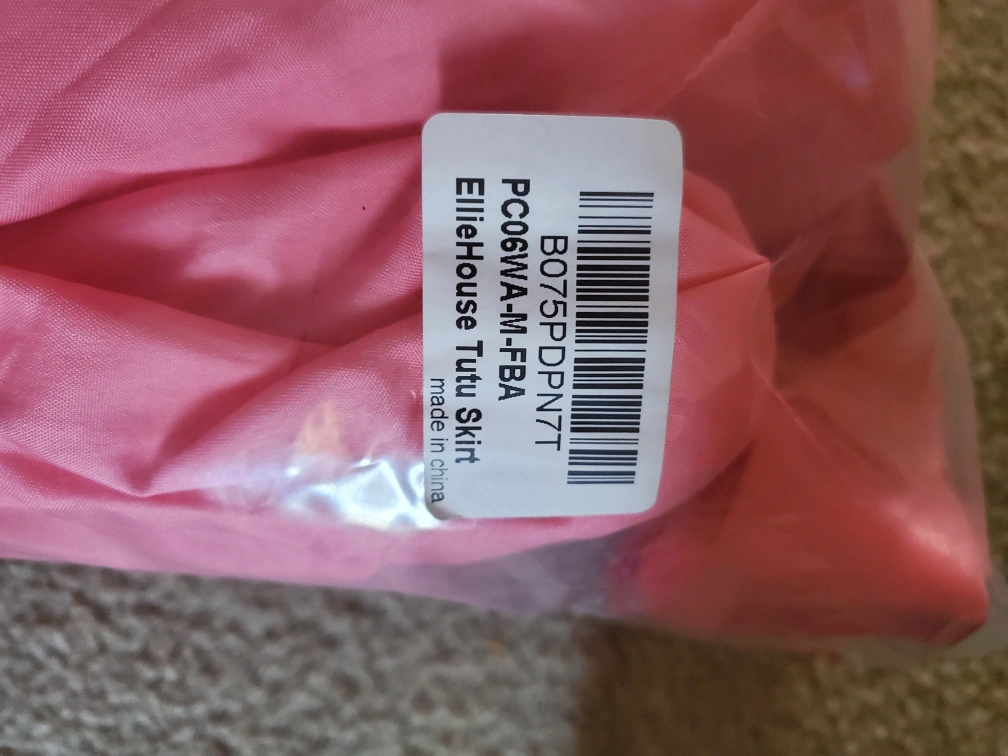 B075PDPN7T
PC06WA-M-FBA
EllieHouse Tutu Skirt
made in china